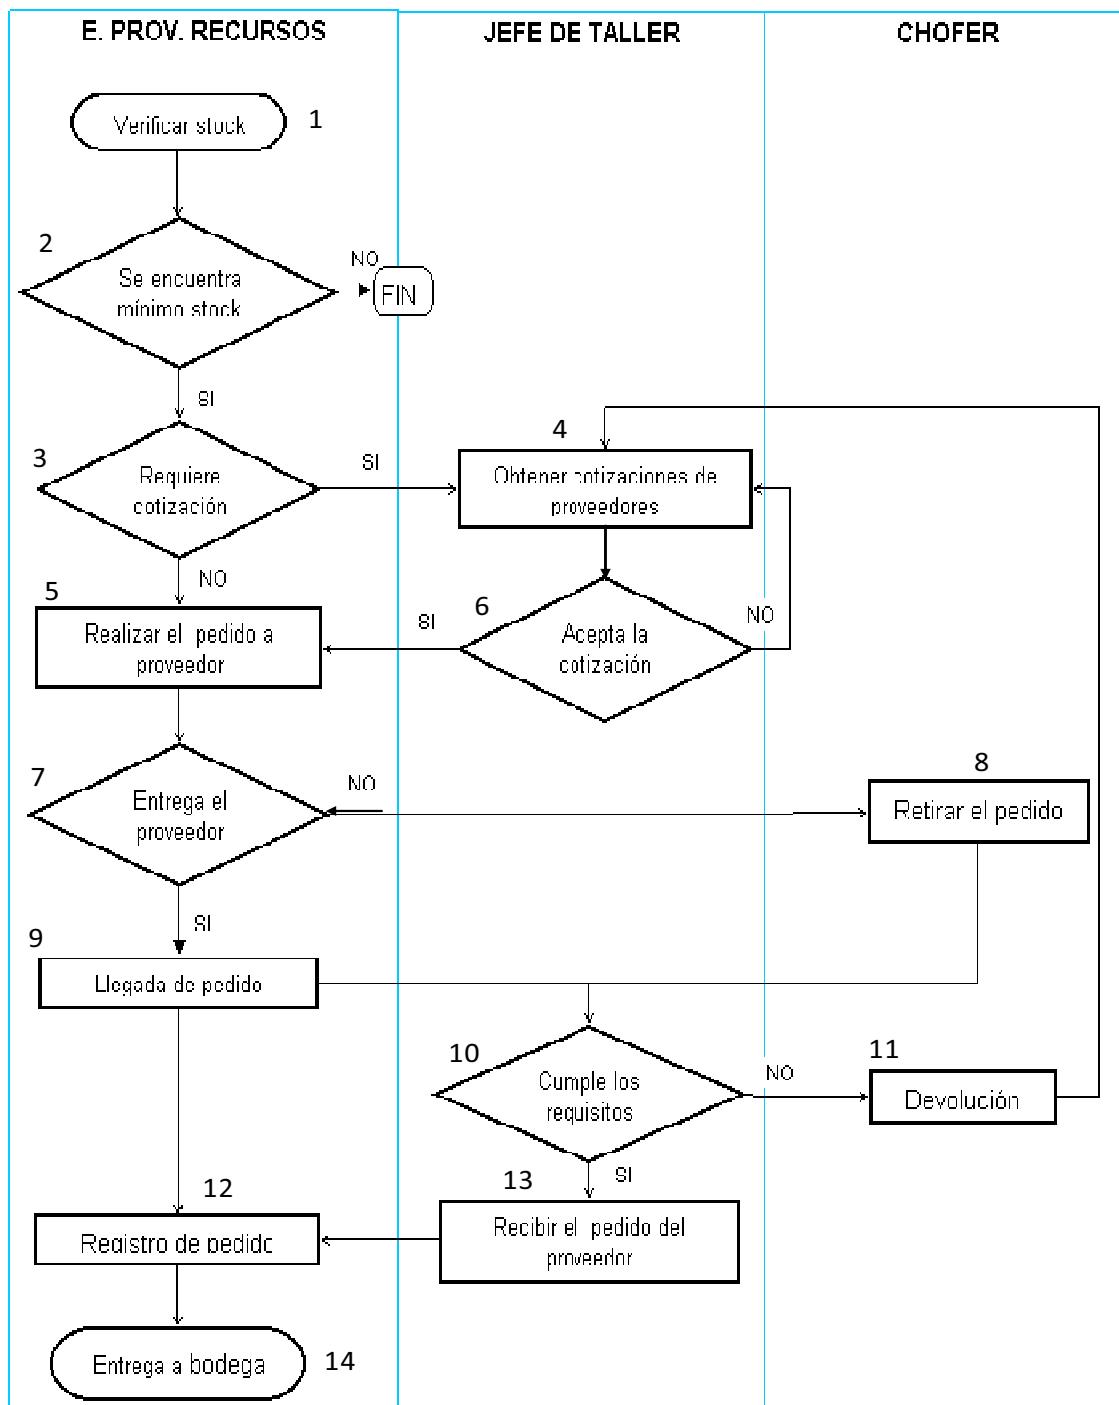 E. PROV. RECURSOS
JEFE DE TALLER
CHOFER
Verificar stock
1
2
Se encuentra
mínimo stock
NO
FIN
SI
3
Requiere
cotización
SI
4
Obtener cotizaciones de
proveedores
NO
5
Realizar el pedido a
proveedor
SI
6
Acepta la
cotización
NO
7
Entrega el
proveedor
NO
8
Retirar el pedido
SI
9
Llegada de pedido
10
Cumple los
requisitos
NO
11
Devolución
SI
12
Registro de pedido
13
Recibir el pedido del
proveedor
Entrega a bodega
14